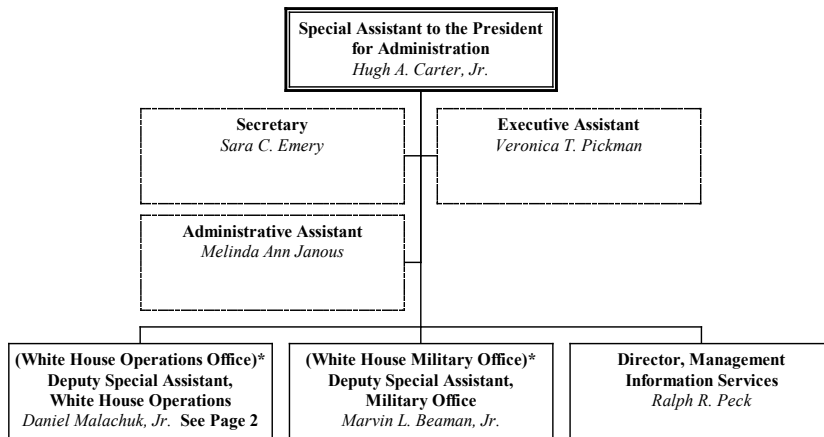 Special Assistant to the President
for Administration
Hugh A. Carter, Jr.
Secretary
Sara C. Emery
Executive Assistant
Veronica T. Pickman
Administrative Assistant
Melinda Ann Janous
(White House Operations Office)*
Deputy Special Assistant,
White House Operations
Daniel Malachuk, Jr. See Page 2
(White House Military Office)*
Deputy Special Assistant,
Military Office
Marvin L. Beaman, Jr.
Director, Management
Information Services
Ralph R. Peck